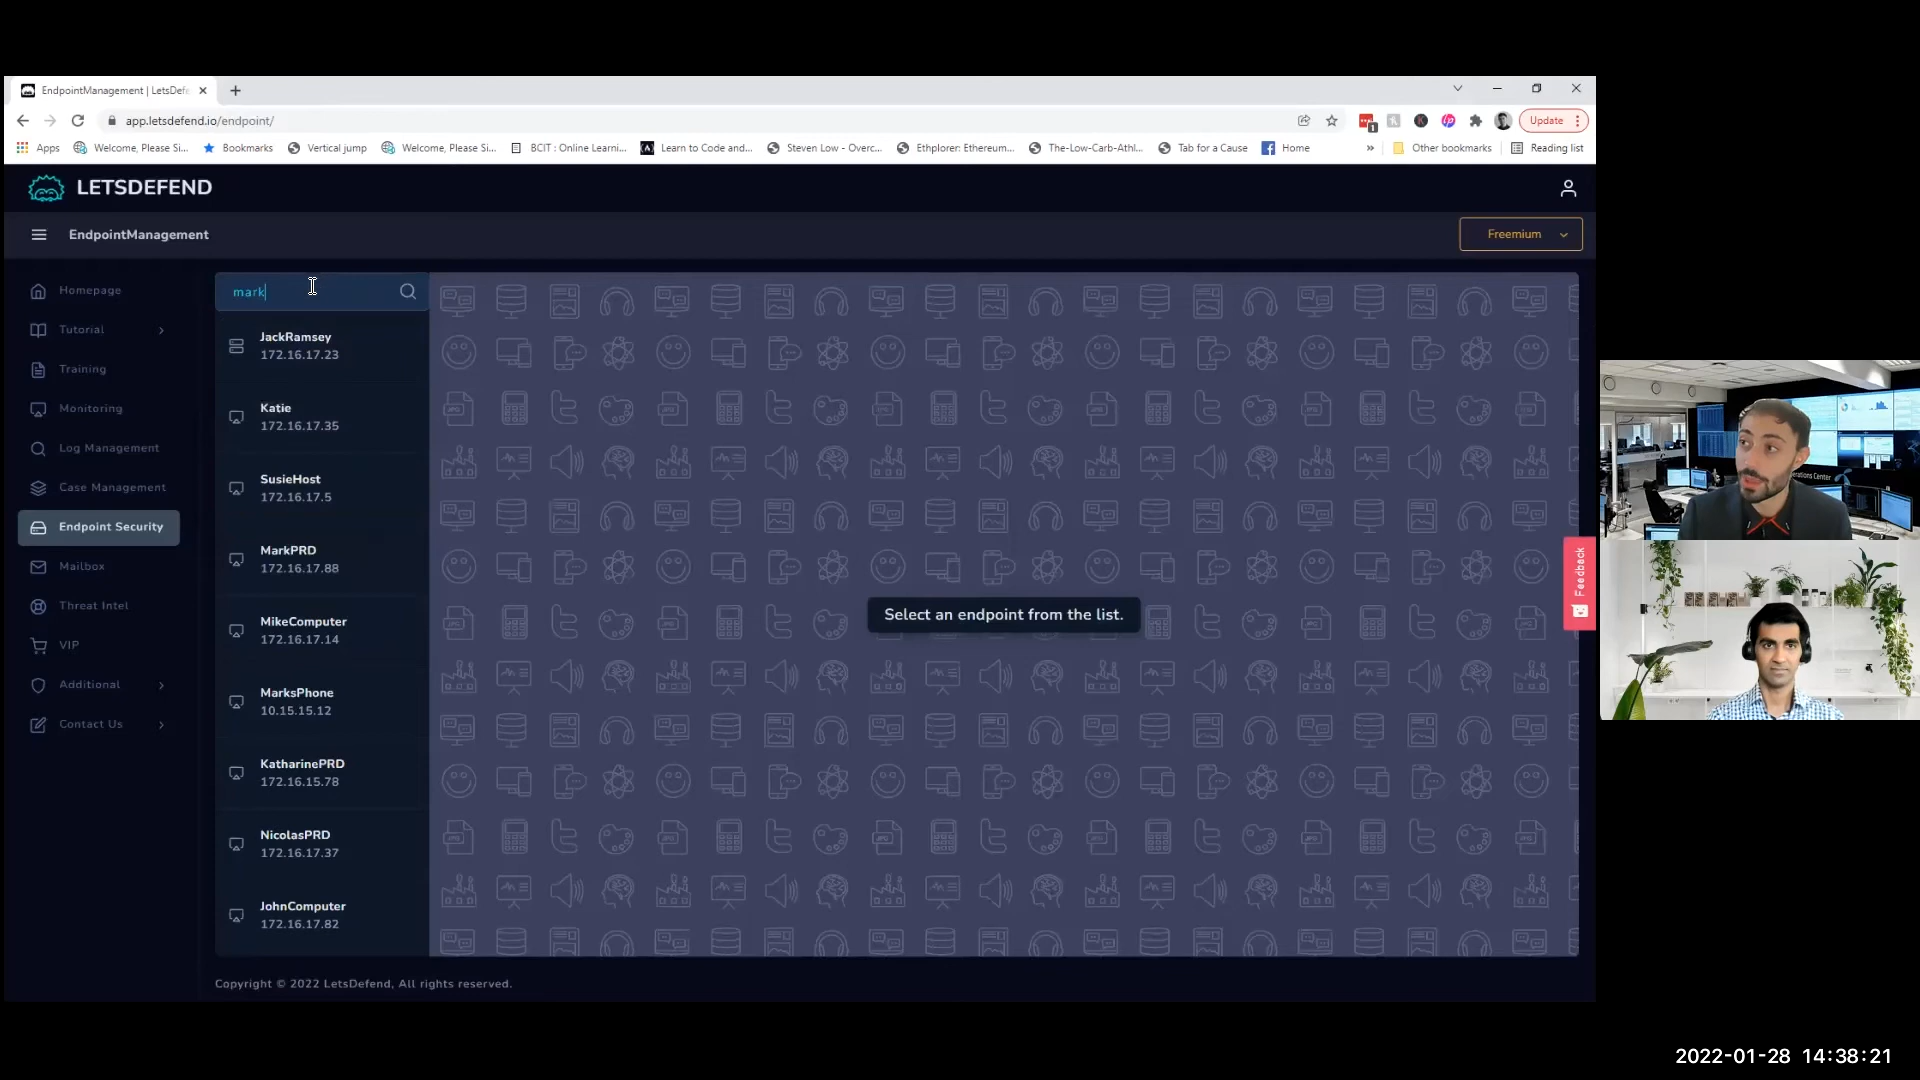 EndpointManagement | LetsDefe
app.letsdefend.io/endpoint/
1
Update
Apps
Welcome, Please Si...
Bookmarks
Vertical jump
Welcome, Please Si...
BCIT : Online Learni...
Learn to Code and...
Steven Low - Overc...
Ethplorer: Ethereum...
The-Low-Carb-Athl...
Tab for a Cause
Home
»
Other bookmarks
Reading list
LETSDEFEND
EndpointManagement
Freemium
Homepage
Tutorial
Training
Monitoring
Log Management
Case Management
Endpoint Security
Mailbox
Threat Intel
VIP
Additional
Contact Us
mark
JackRamsey
172.16.17.23
Katie
172.16.17.35
SusieHost
172.16.17.5
MarkPRD
172.16.17.88
MikeComputer
172.16.17.14
MarksPhone
10.15.15.12
KatharinePRD
172.16.15.78
NicolasPRD
172.16.17.37
JohnComputer
172.16.17.82
Select an endpoint from the list.
Feedback
Copyright © 2022 LetsDefend, All rights reserved.
erations Center
2022-01-28 14:38:21